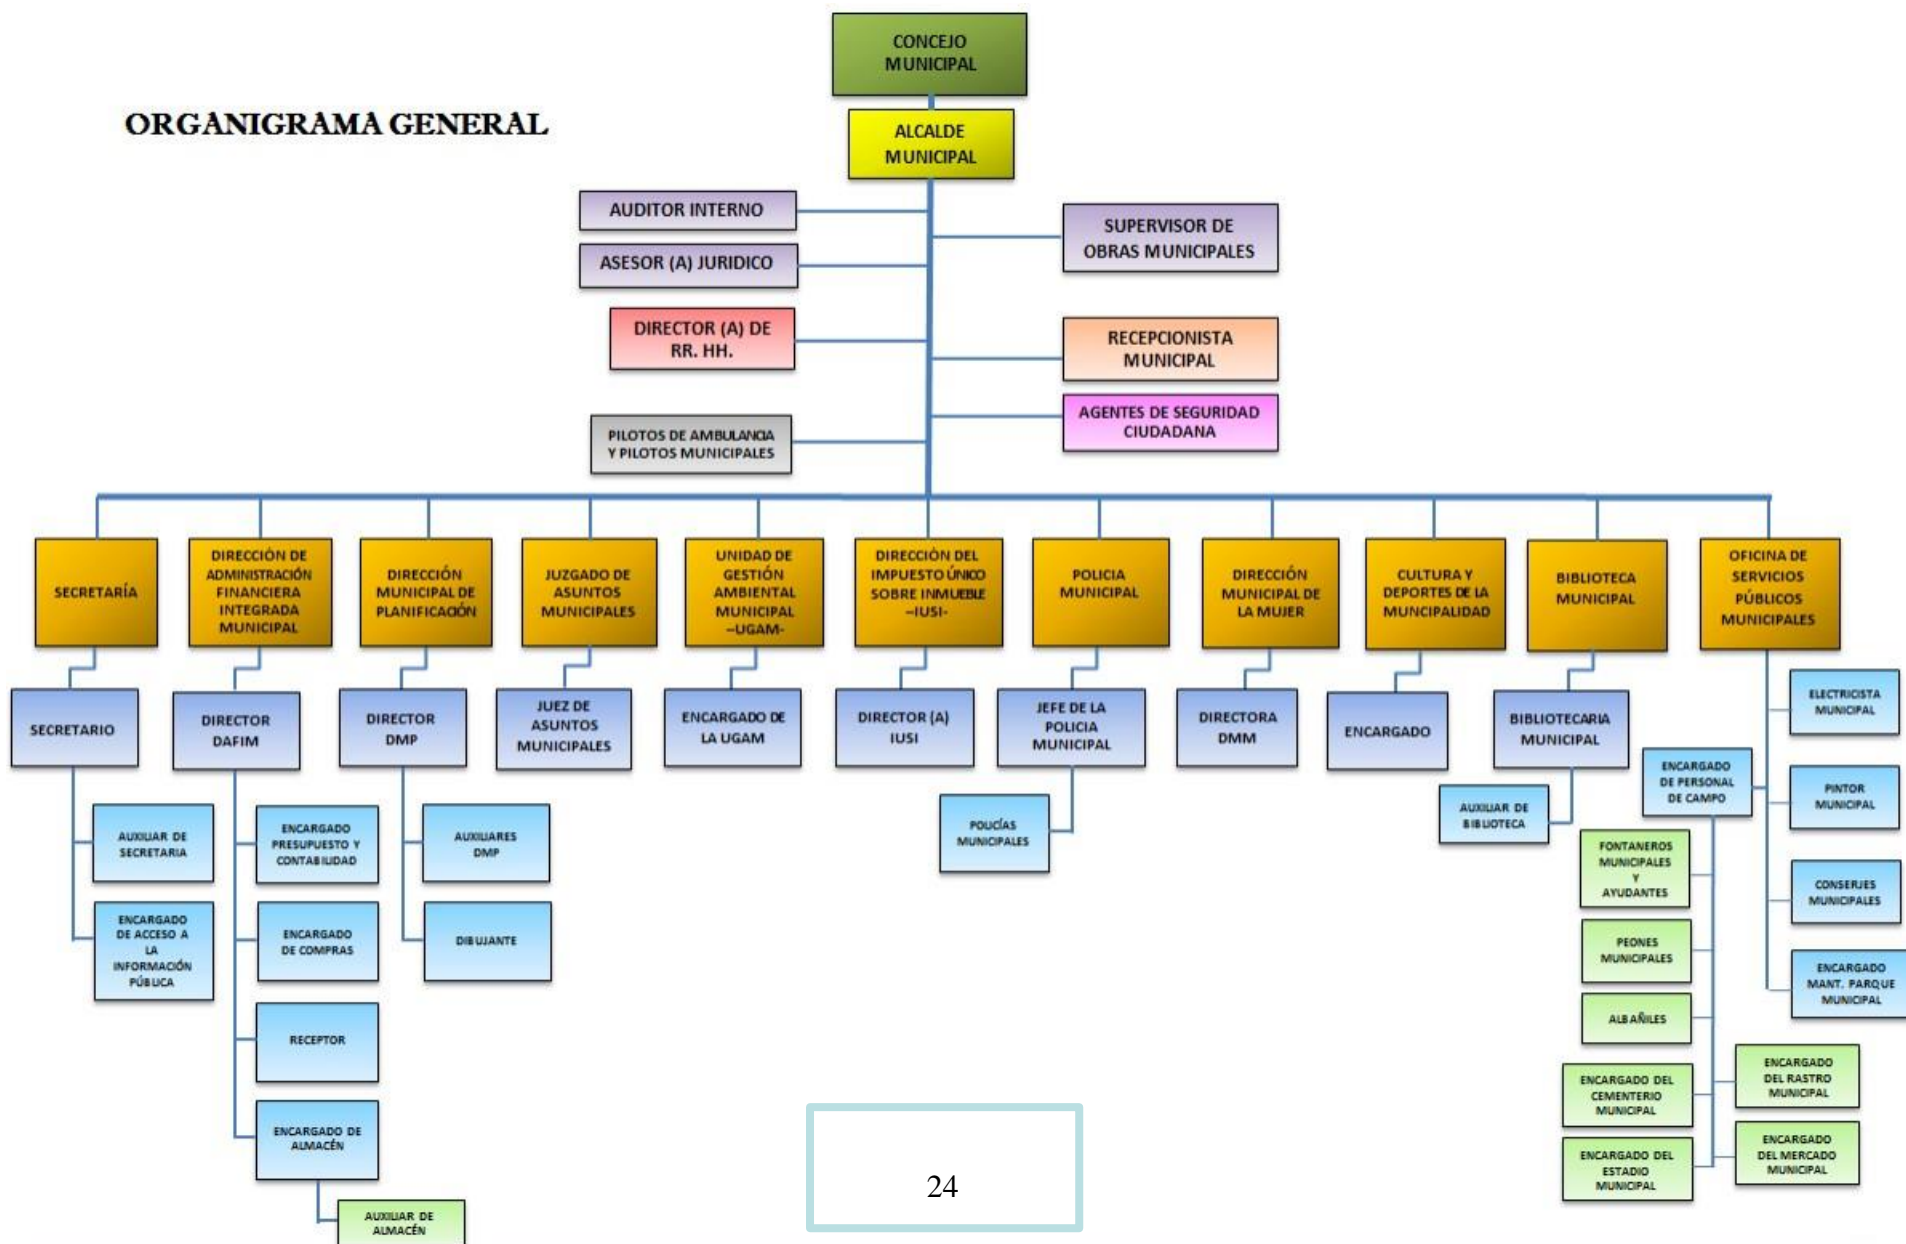 CONCEJO
MUNICIPAL
ORGANIGRAMA GENERAL
ALCALDE
MUNICIPAL
AUDITOR INTERNO
SUPERVISOR DE
OBRAS MUNICIPALES
ASESOR (A) JURIDICO
DIRECTOR (A) DE
RR. HH.
RECEPCIONISTA
MUNICIPAL
AGENTES DE SEGURIDAD
CIUDADANA
PILOTOS DE AMBULANCIA
Y PILOTOS MUNICIPALES
SECRETARÍA
DIRECCIÓN DE
ADMINISTRACIÓN
FINANCIERA
INTEGRADA
MUNICIPAL
DIRECCIÓN
MUNICIPAL DE
PLANIFICACIÓN
JUZGADO DE
ASUNTOS
MUNICIPALES
UNIDAD DE
GESTIÓN
AMBIENTAL
MUNICIPAL
–UGAM-
DIRECCIÓN DEL
IMPUESTO ÚNICO
SOBRE INMUEBLE
–IUSI-
POLICIA
MUNICIPAL
DIRECCIÓN
MUNICIPAL DE
LA MUJER
CULTURA Y
DEPORTES DE LA
MUNCIPALIDAD
BIBLIOTECA
MUNICIPAL
OFICINA DE
SERVICIOS
PÚBLICOS
MUNICIPALES
SECRETARIO
DIRECTOR
DAFIM
DIRECTOR
DMP
JUEZ DE
ASUNTOS
MUNICIPALES
ENCARGADO DE
LA UGAM
DIRECTOR (A)
IUSI
JEFE DE LA
POLICIA
MUNICIPAL
DIRECTORA
DMM
ENCARGADO
BIBLIOTECARIA
MUNICIPAL
ELECTRICISTA
MUNICIPAL
ENCARGADO
DE PERSONAL
DE CAMPO
PINTOR
MUNICIPAL
AUXILIAR DE
SECRETARIA
ENCARGADO
PRESUPUESTO Y
CONTABILIDAD
AUXILIARES
DMP
POLICÍAS
MUNICIPALES
AUXILIAR DE
BIBLIOTECA
FONTANEROS
MUNICIPALES
Y
AYUDANTES
CONSERJES
MUNICIPALES
ENCARGADO
DE ACCESO A
LA
INFORMACIÓN
PÚBLICA
ENCARGADO
DE COMPRAS
DIBUJANTE
PEONES
MUNICIPALES
ENCARGADO
MANT. PARQUE
MUNICIPAL
RECEPTOR
ALBAÑILES
ENCARGADO DEL
CEMENTERIO
MUNICIPAL
ENCARGADO
DEL RASTRO
MUNICIPAL
ENCARGADO DE
ALMACÉN
ENCARGADO DEL
ESTADIO
MUNICIPAL
ENCARGADO
DEL MERCADO
MUNICIPAL
AUXILIAR DE
ALMACÉN
24